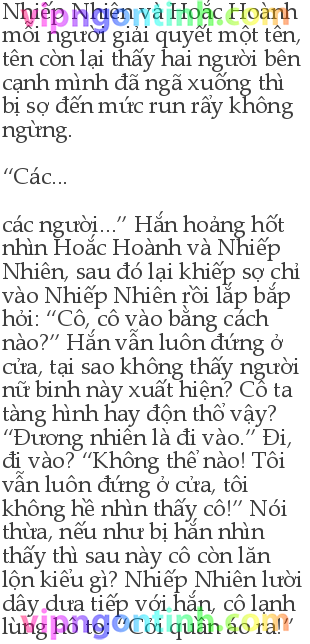 Nhiếp Nhiên và Hoắc Hoành
mỗi người giải quyết một tên,
tên còn lại thấy hai người bên
cạnh mình đã ngã xuống thì
bị sợ đến mức run rẩy không
ngừng.
“Các...
các người...” Hắn hoảng hốt
nhìn Hoắc Hoành và Nhiếp
Nhiên, sau đó lại khiếp sợ chỉ
vào Nhiếp Nhiên rồi lắp bắp
hỏi: “Cô, cô vào bằng cách
nào?” Hắn vẫn luôn đứng ở
cửa, tại sao không thấy người
nữ binh này xuất hiện? Cô ta
tàng hình hay độn thổ vậy?
“Đương nhiên là đi vào.” Đi,
đi vào? “Không thể nào! Tôi
vẫn luôn đứng ở cửa, tôi
không hề nhìn thấy cô!” Nói
thừa, nếu như bị hắn nhìn
thấy thì sau này cô còn lăn
lộn kiểu gì? Nhiếp Nhiên lười
dây dưa tiếp với hắn, cô lạnh
lùng hô to, “Cởi quần áo ra!”
vipngontinh.com
vipngontinh.com